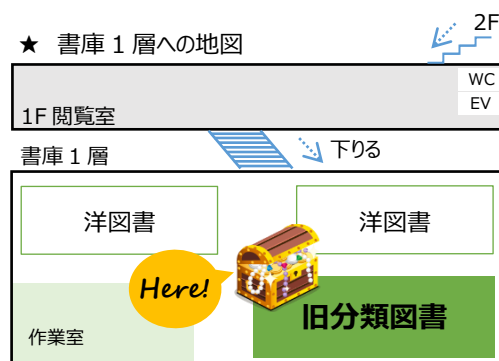 2F
★ 書庫１層への地図
WC
EV
1F 閲覧室
書庫１層
下りる
洋図書
洋図書
Here!
旧分類図書
作業室